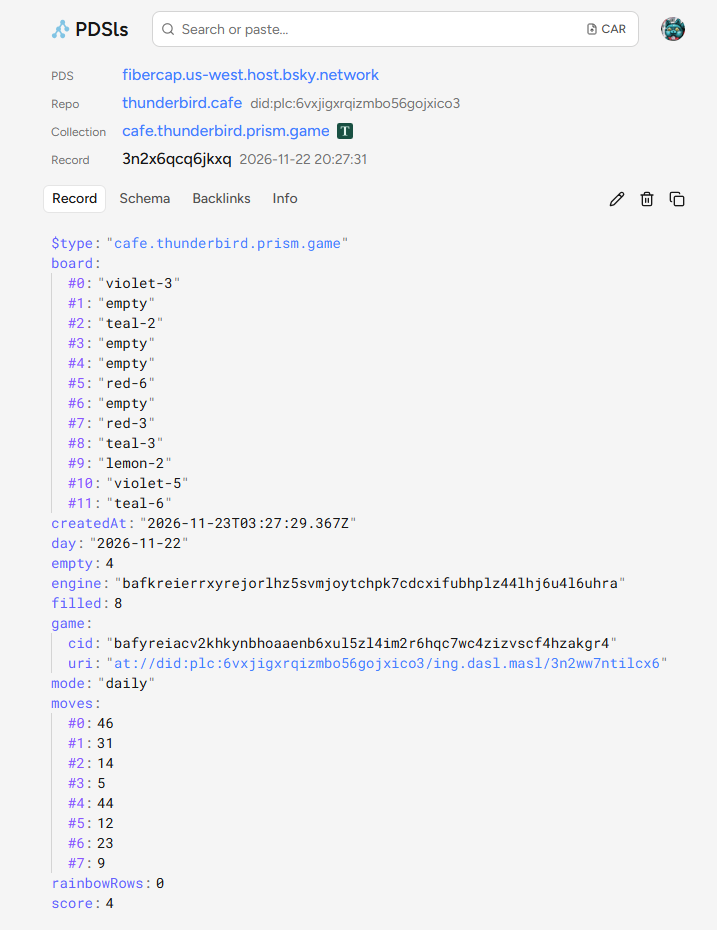 PDSls
Search or paste...
CAR
PDS fibercap.us-west.host.bsky.network
Repo thunderbird.cafe did:plc:6vxjigxrqizmbo56gojxico3
Collection cafe.thunderbird.prism.game T
Record 3n2x6qcq6jkxq 2026-11-22 20:27:31
Record Schema Backlinks Info
$type: "cafe.thunderbird.prism.game"
board:
#0: "violet-3"
#1: "empty"
#2: "teal-2"
#3: "empty"
#4: "empty"
#5: "red-6"
#6: "empty"
#7: "red-3"
#8: "teal-3"
#9: "lemon-2"
#10: "violet-5"
#11: "teal-6"
createdAt: "2026-11-23T03:27:29.367Z"
day: "2026-11-22"
empty: 4
engine: "bafkreierrxyrejorlhz5svmjoytchpk7cdcxifubhplz44lhj6u4l6uhra"
filled: 8
game:
cid: "bafyreiacv2khkynbhoaaenb6xul5zl4im2r6hqc7wc4zizvscf4hzakgr4"
uri: "at://did:plc:6vxjigxrqizmbo56gojxico3/ing.dasl.masl/3n2ww7ntilcx6"
mode: "daily"
moves:
#0: 46
#1: 31
#2: 14
#3: 5
#4: 44
#5: 12
#6: 23
#7: 9
rainbowRows: 0
score: 4